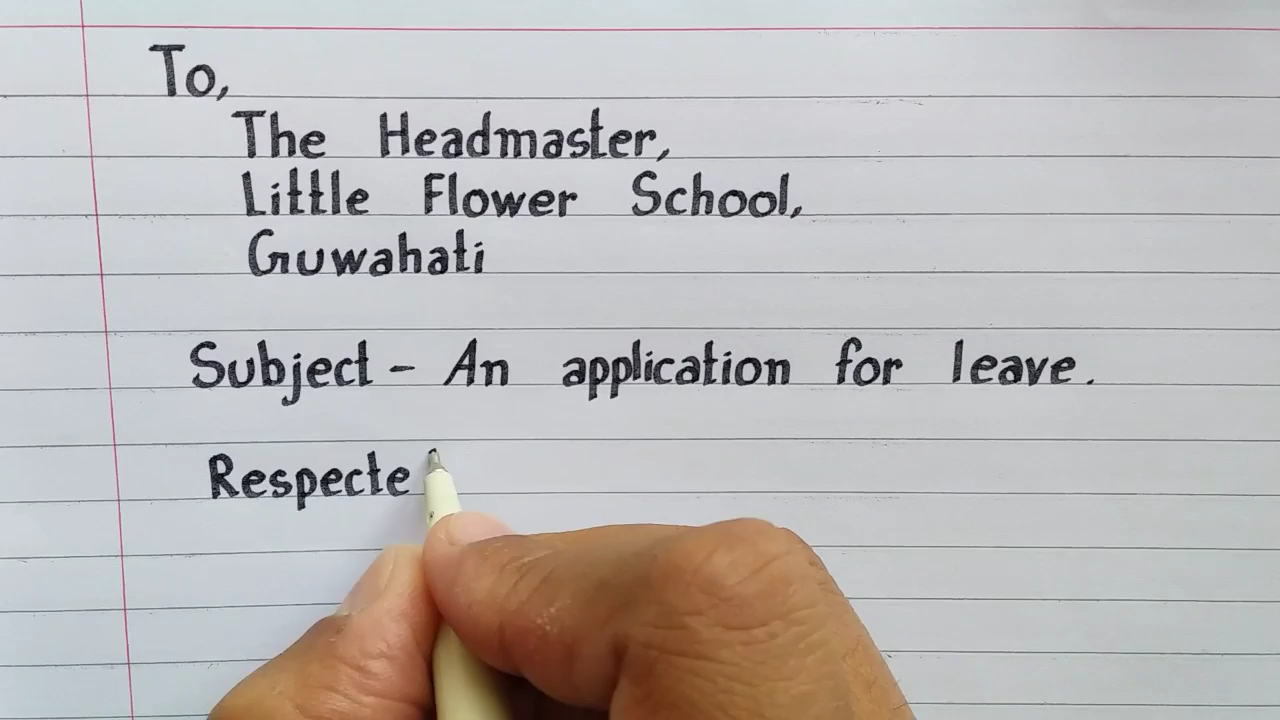 To,
The Headmaster,
Little Flower School,
Guwahati
Subject - An application for leave.
Respecte